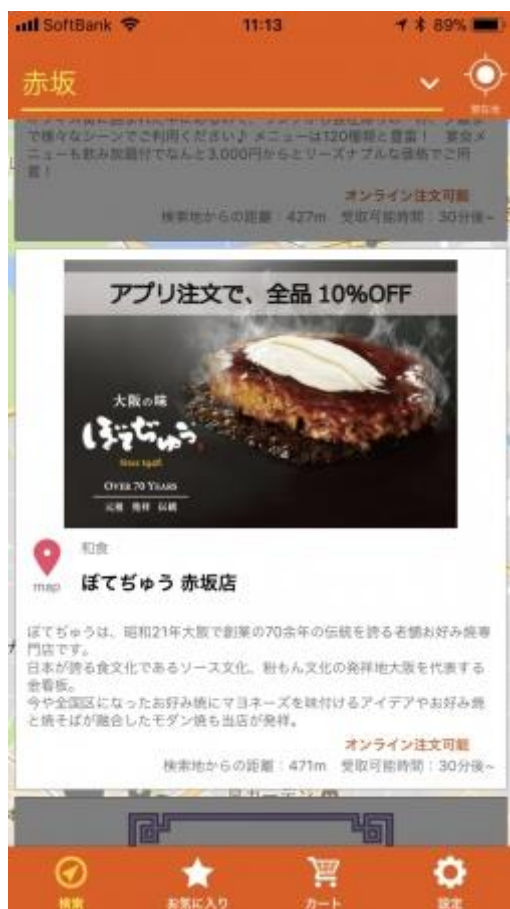 SoftBank 11:13 89%
赤坂
現在地
で様々なシーンでご利用ください♪ メニューは120種類と豊富! 宴会メ
ニューも飲み放題付でなんと3,000円からとリーズナブルな価格でご用
意!
オンライン注文可能
検索地からの距離:427m 受取可能時間:30分後~
アプリ注文で、全品 10%OFF
大阪の味
ぼてぢゅう
Since 1946
OVER 70 YEARS
元祖 発祥 伝統
和食
map ぼてぢゅう 赤坂店
ぼてぢゅうは、昭和21年大阪で創業の70余年の伝統を誇る老舗お好み焼専
門店です。
日本が誇る食文化であるソース文化、粉もん文化の発祥地大阪を代表する
金看板。
今や全国区になったお好み焼にマヨネーズを味付けるアイデアやお好み焼
と焼そばが融合したモダン焼も当店が発祥。
オンライン注文可能
検索地からの距離:471m 受取可能時間:30分後~
検索 お気に入り カート 設定